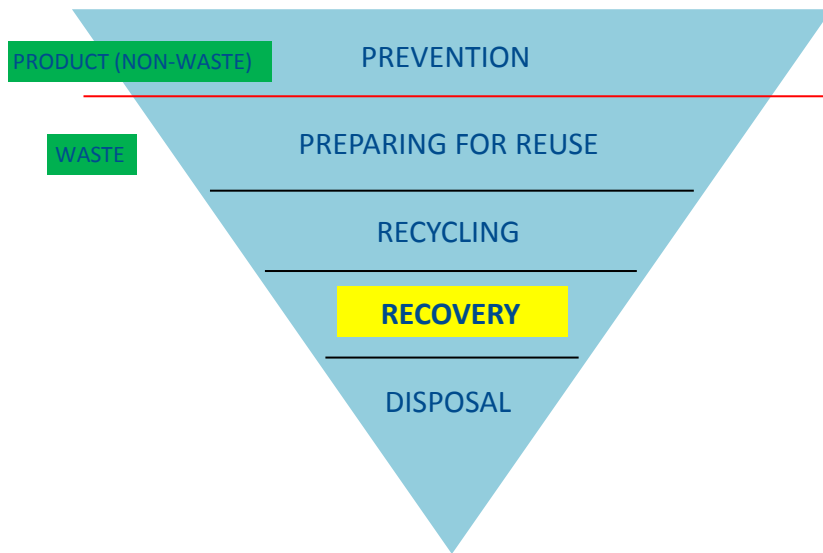 PREVENTION
PRODUCT (NON-WASTE)
PREPARING FOR REUSE
WASTE
RECYCLING
RECOVERY
DISPOSAL